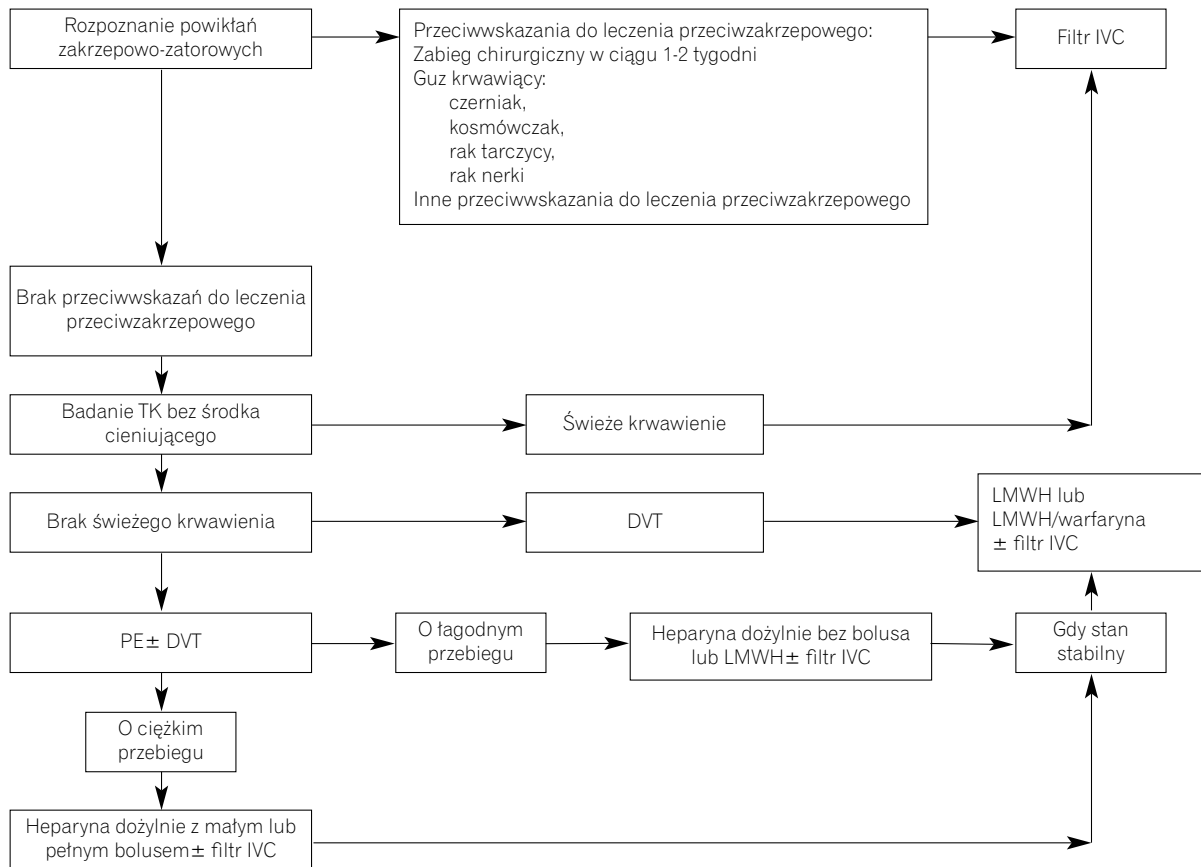 Rozpoznanie powikłań
zakrzepowo-zatorowych
Przeciwwskazania do leczenia przeciwzakrzepowego:
Zabieg chirurgiczny w ciągu 1-2 tygodni
Guz krwawiący:
czerniak,
kosmówczak,
rak tarczycy,
rak nerki
Inne przeciwwskazania do leczenia przeciwzakrzepowego
Filtr IVC
Brak przeciwwskazań do leczenia
przeciwzakrzepowego
Badanie TK bez środka
cieniującego
Świeże krwawienie
Brak świeżego krwawienia
DVT
LMWH lub
LMWH/warfaryna
± filtr IVC
PE± DVT
O łagodnym
przebiegu
Heparyna dożylnie bez bolusa
lub LMWH± filtr IVC
Gdy stan
stabilny
O ciężkim
przebiegu
Heparyna dożylnie z małym lub
pełnym bolusem± filtr IVC